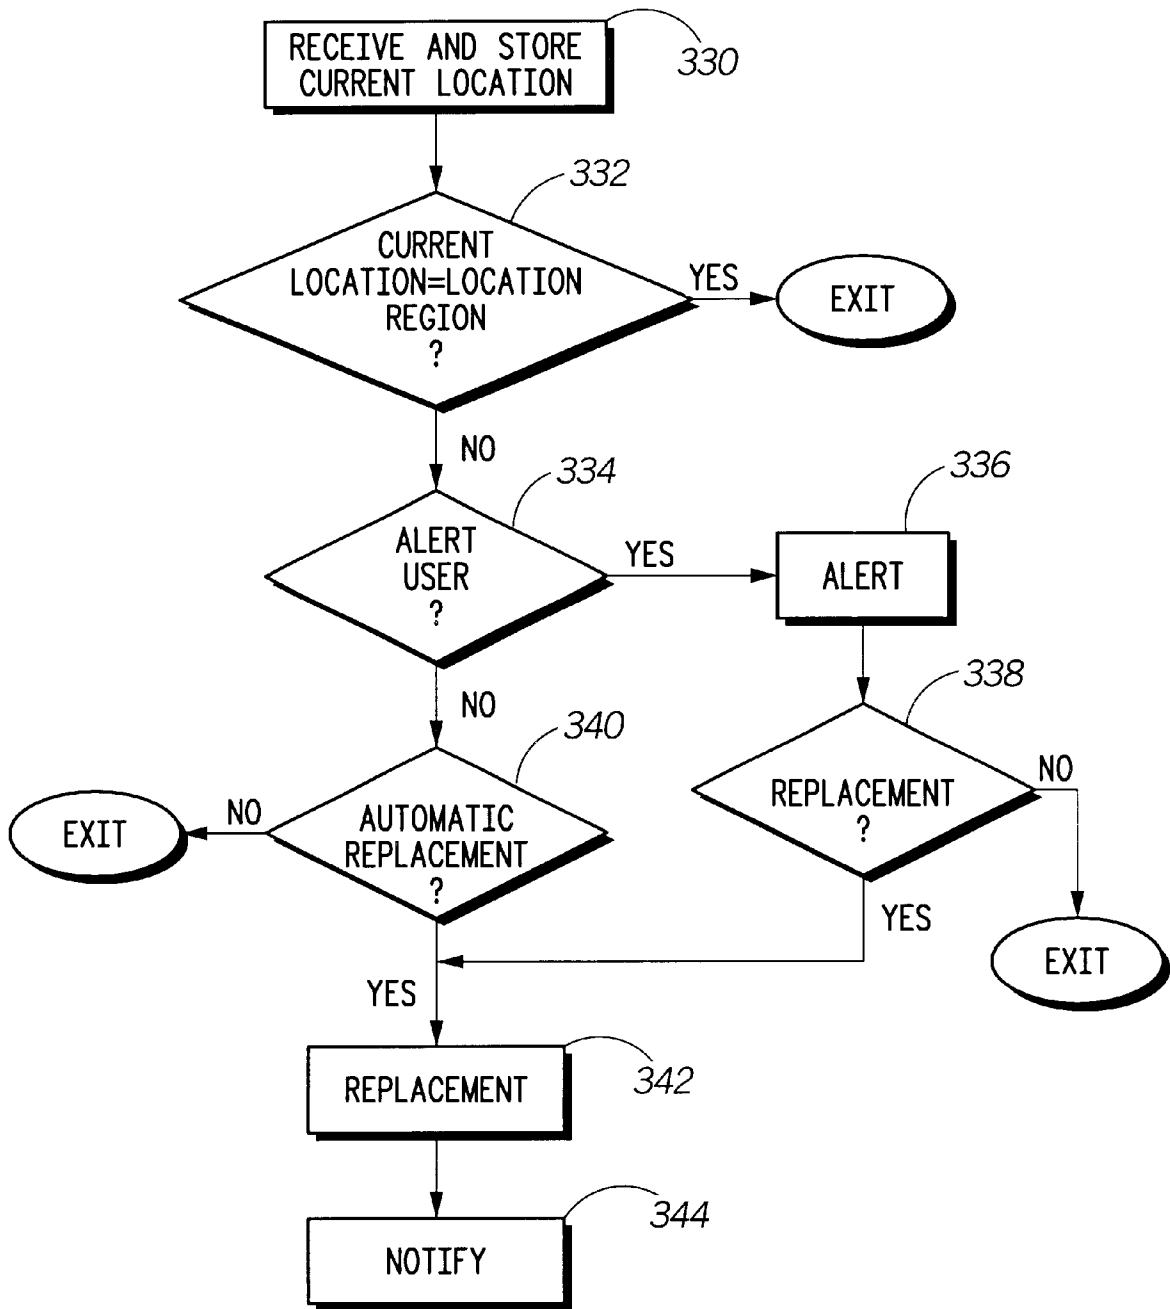 RECEIVE AND STORE
CURRENT LOCATION
330
332
CURRENT
LOCATION=LOCATION
REGION
?
YES
EXIT
NO
334
336
ALERT
USER
?
YES
ALERT
NO
338
340
REPLACEMENT
?
NO
EXIT
NO
AUTOMATIC
REPLACEMENT
?
YES
EXIT
YES
REPLACEMENT
342
344
NOTIFY